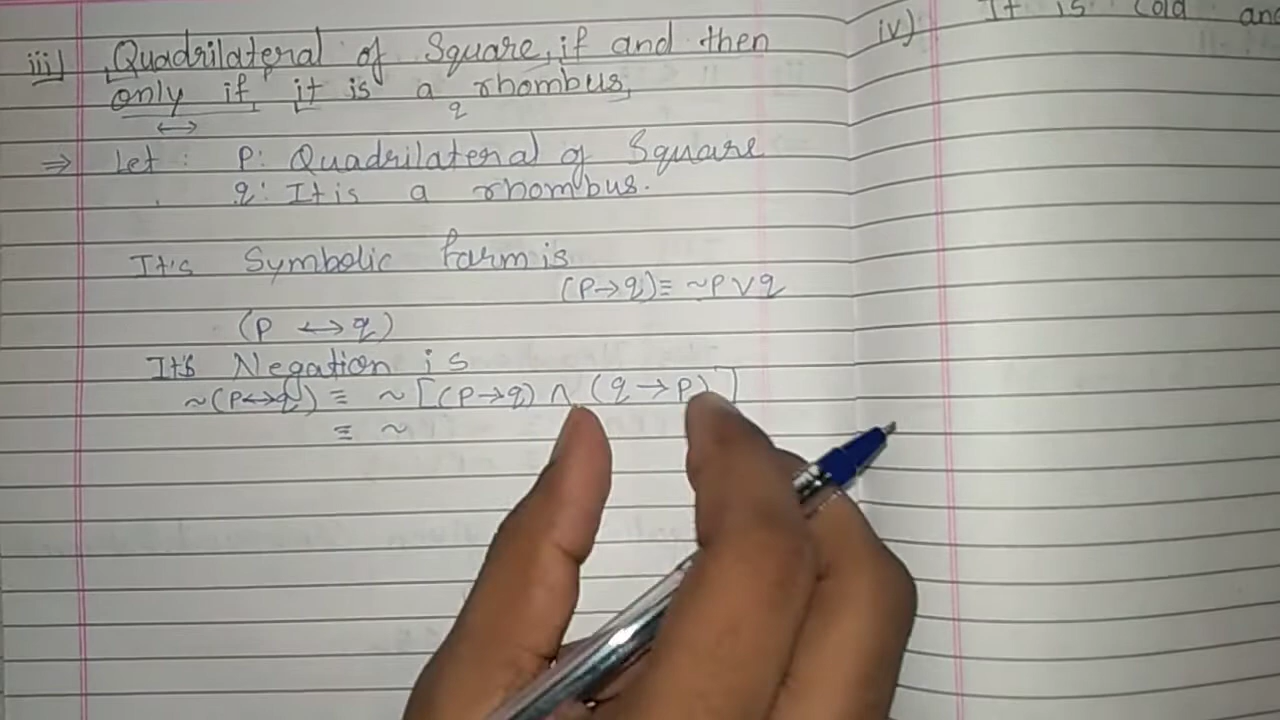 iii) Quadrilateral of Square, if and then
only if, it is a rhombus,
p
q
↔
⇒ Let : P: Quadrilateral of Square
q: It is a rhombus.
It's Symbolic farm is
(P→q)≡ ~P∨q
(P ↔ q)
It's Negation is
~(P↔q) ≡ ~[(P→q) ∧ (q→P)]
≡ ~
iv) It is Cold and